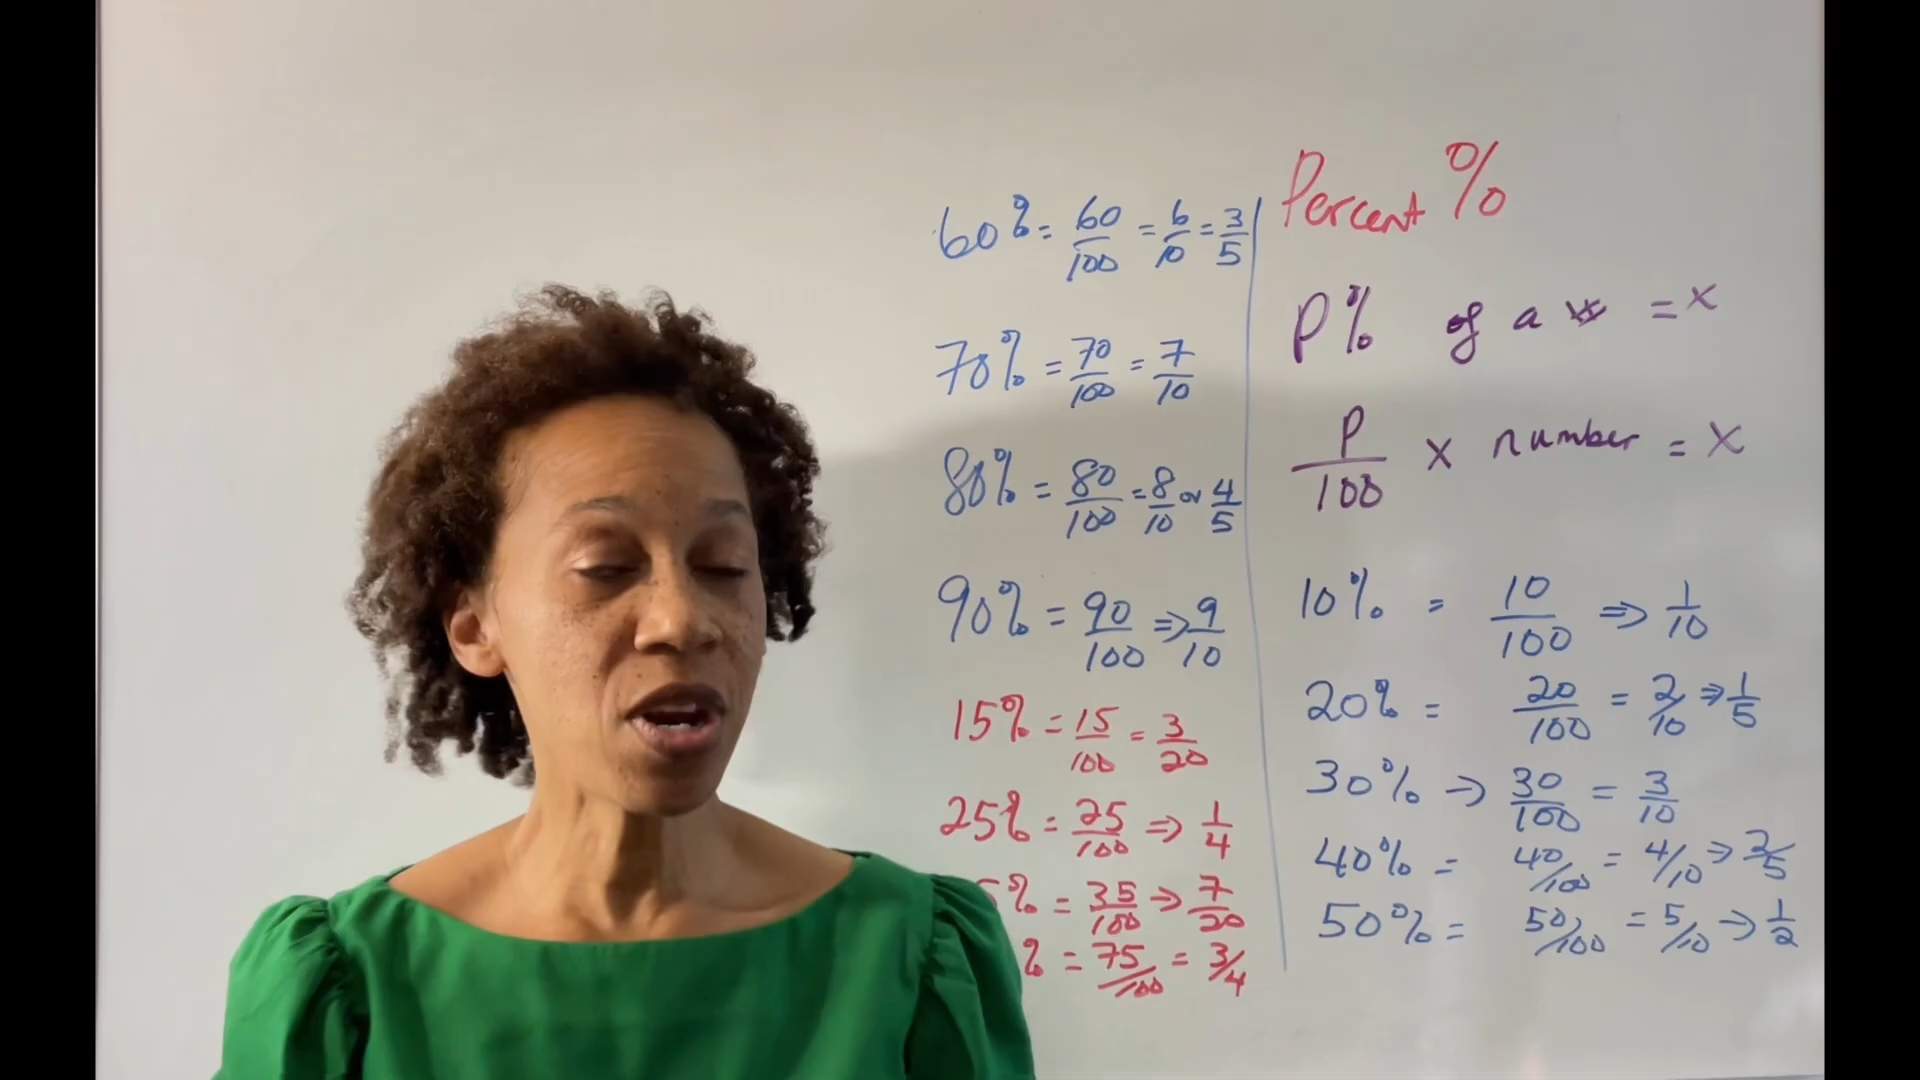 60% = 60/100 = 6/10 = 3/5
70% = 70/100 = 7/10
80% = 80/100 = 8/10 or 4/5
90% = 90/100 ⇒ 9/10
15% = 15/100 = 3/20
25% = 25/100 ⇒ 1/4
5% = 35/100 → 7/20
% = 75/100 = 3/4
Percent %
P% of a # = x
P/100 x number = x
10% = 10/100 ⇒ 1/10
20% = 20/100 = 2/10 ⇒ 1/5
30% → 30/100 = 3/10
40% = 40/100 = 4/10 → 2/5
50% = 50/100 = 5/10 → 1/2